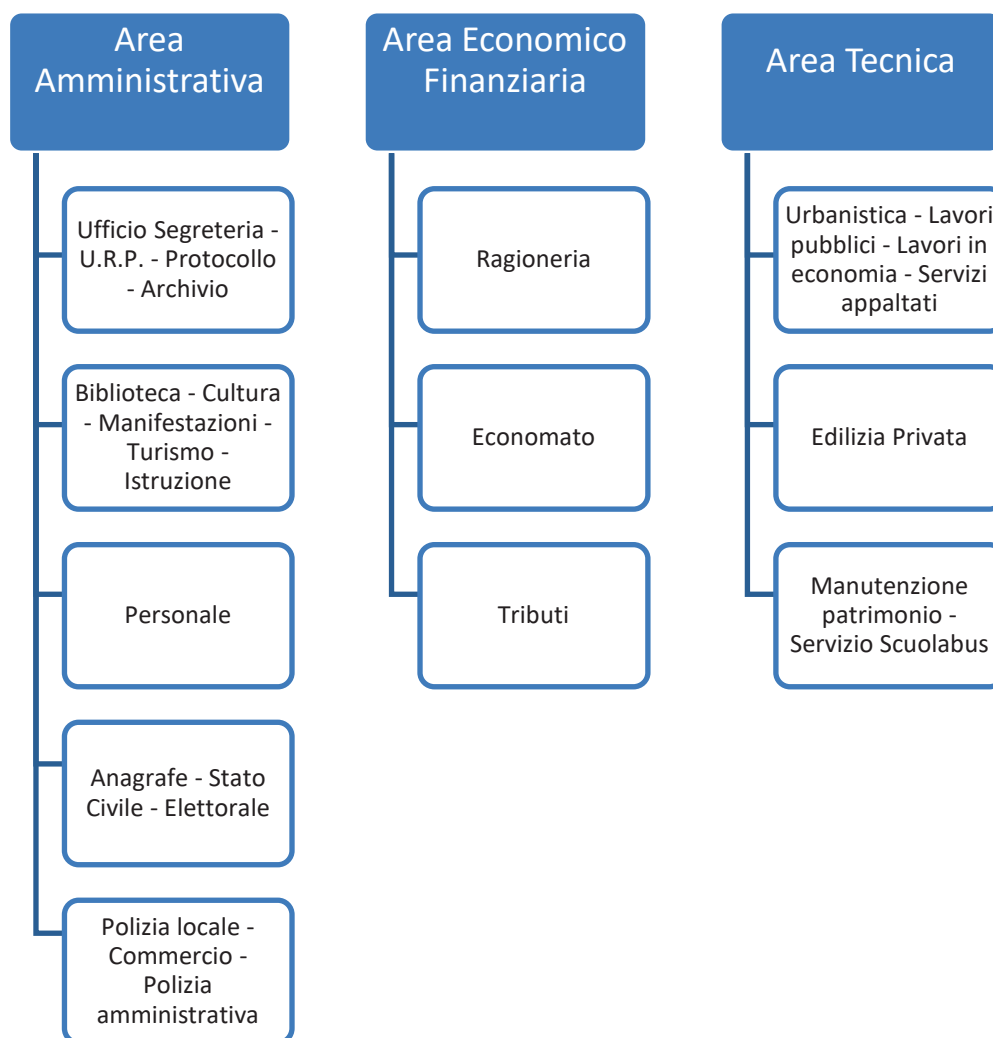 Area
Amministrativa
Ufficio Segreteria -
U.R.P. - Protocollo
- Archivio
Biblioteca - Cultura
- Manifestazioni -
Turismo -
Istruzione
Personale
Anagrafe - Stato
Civile - Elettorale
Polizia locale -
Commercio -
Polizia
amministrativa
Area Economico
Finanziaria
Ragioneria
Economato
Tributi
Area Tecnica
Urbanistica - Lavori
pubblici - Lavori in
economia - Servizi
appaltati
Edilizia Privata
Manutenzione
patrimonio -
Servizio Scuolabus